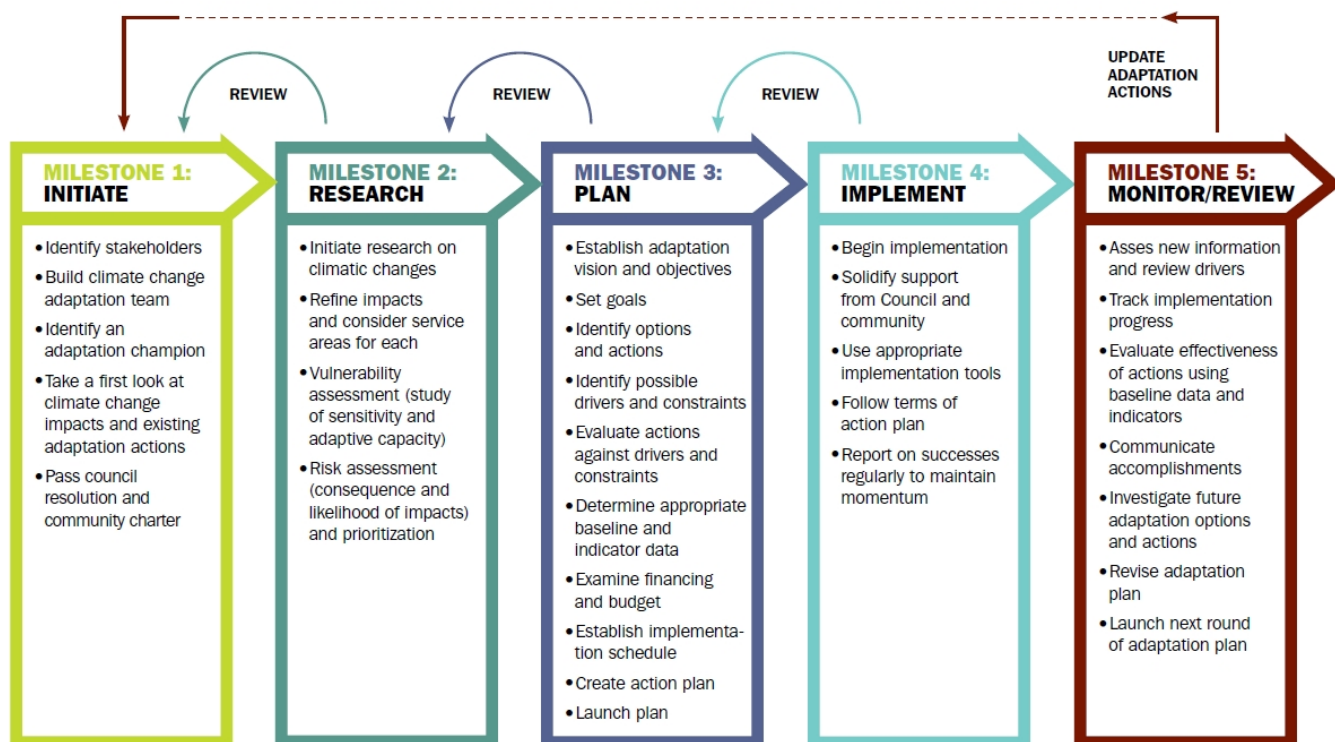 UPDATE
ADAPTATION
ACTIONS
REVIEW
REVIEW
REVIEW
MILESTONE 1:
INITIATE
• Identify stakeholders
• Build climate change
adaptation team
• Identify an
adaptation champion
• Take a first look at
climate change
impacts and existing
adaptation actions
• Pass council
resolution and
community charter
MILESTONE 2:
RESEARCH
• Initiate research on
climatic changes
• Refine impacts
and consider service
areas for each
• Vulnerability
assessment (study
of sensitivity and
adaptive capacity)
• Risk assessment
(consequence and
likelihood of impacts)
and prioritization
MILESTONE 3:
PLAN
• Establish adaptation
vision and objectives
• Set goals
• Identify options
and actions
• Identify possible
drivers and constraints
• Evaluate actions
against drivers and
constraints
• Determine appropriate
baseline and
indicator data
• Examine financing
and budget
• Establish implementa-
tion schedule
• Create action plan
• Launch plan
MILESTONE 4:
IMPLEMENT
• Begin implementation
• Solidify support
from Council and
community
• Use appropriate
implementation tools
• Follow terms of
action plan
• Report on successes
regularly to maintain
momentum
MILESTONE 5:
MONITOR/REVIEW
• Asses new information
and review drivers
• Track implementation
progress
• Evaluate effectiveness
of actions using
baseline data and
indicators
• Communicate
accomplishments
• Investigate future
adaptation options
and actions
• Revise adaptation
plan
• Launch next round
of adaptation plan